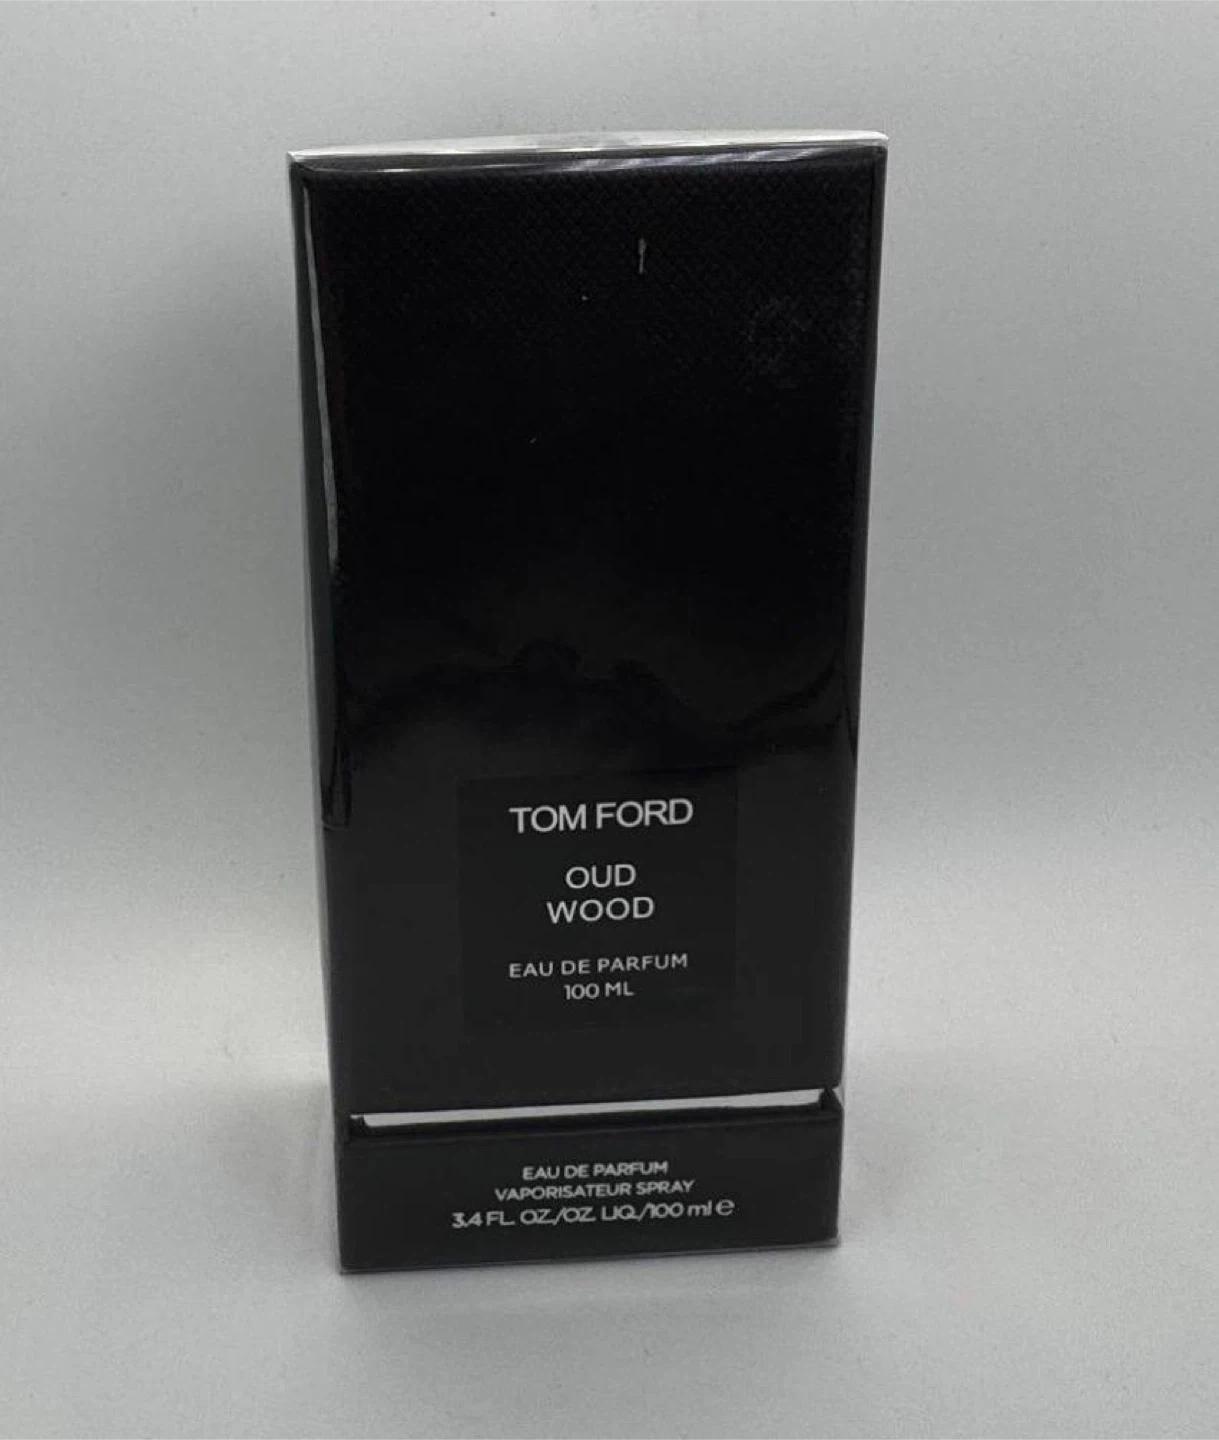 TOM FORD
OUD
WOOD
EAU DE PARFUM
100 ML
EAU DE PARFUM
VAPORISATEUR SPRAY
3.4 FL. OZ./OZ. LIQ./100 ml ℮